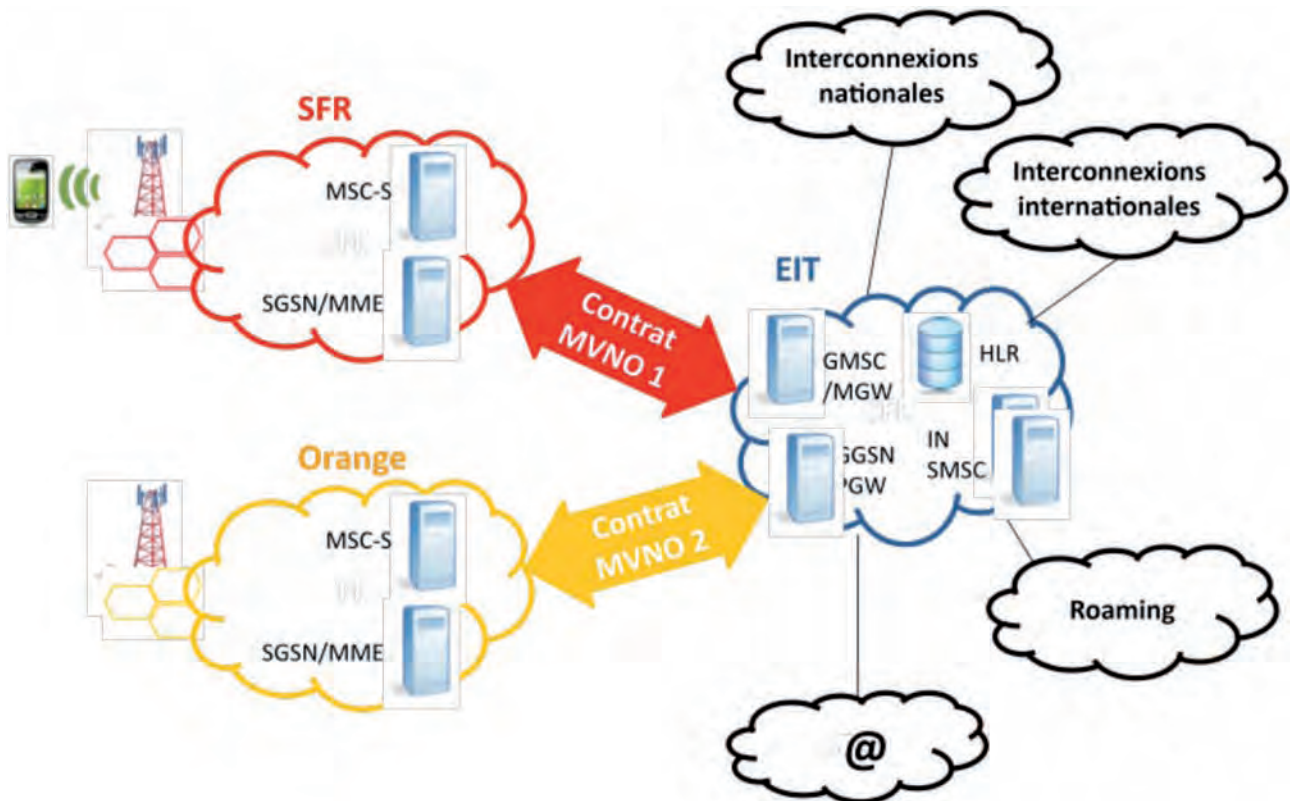 Interconnexions
nationales
SFR
MSC-S
SGSN/MME
Interconnexions
internationales
EIT
Contrat
MVNO 1
GMSC
/MGW
HLR
GGSN
PGW
IN
SMSC
Orange
MSC-S
SGSN/MME
Contrat
MVNO 2
Roaming
@